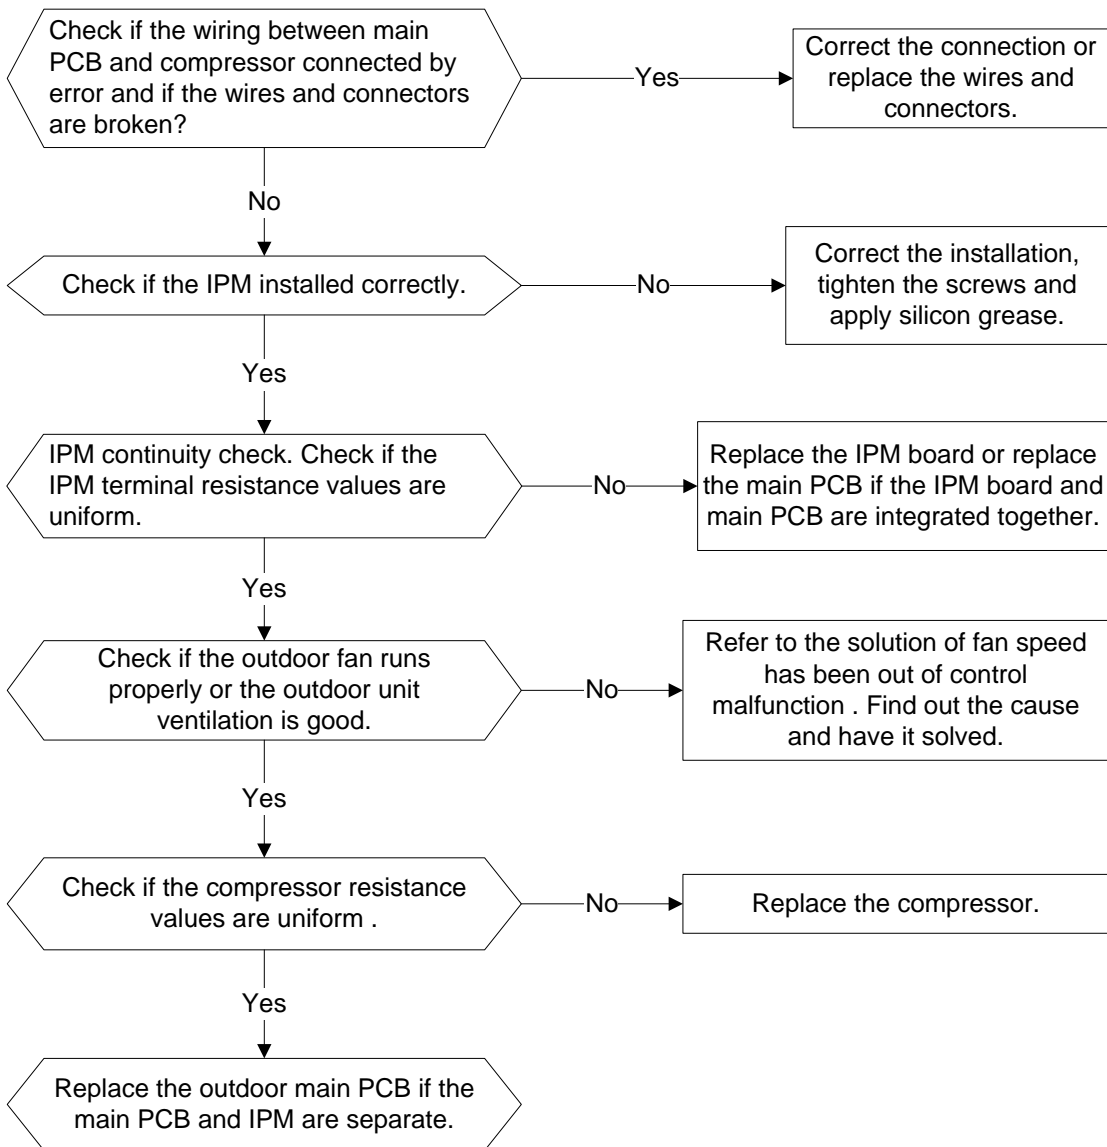 Check if the wiring between main
PCB and compressor connected by
error and if the wires and connectors
are broken?
Yes
Correct the connection or
replace the wires and
connectors.
No
Check if the IPM installed correctly.
No
Correct the installation,
tighten the screws and
apply silicon grease.
Yes
IPM continuity check. Check if the
IPM terminal resistance values are
uniform.
No
Replace the IPM board or replace
the main PCB if the IPM board and
main PCB are integrated together.
Yes
Check if the outdoor fan runs
properly or the outdoor unit
ventilation is good.
No
Refer to the solution of fan speed
has been out of control
malfunction . Find out the cause
and have it solved.
Yes
Check if the compressor resistance
values are uniform .
No
Replace the compressor.
Yes
Replace the outdoor main PCB if the
main PCB and IPM are separate.